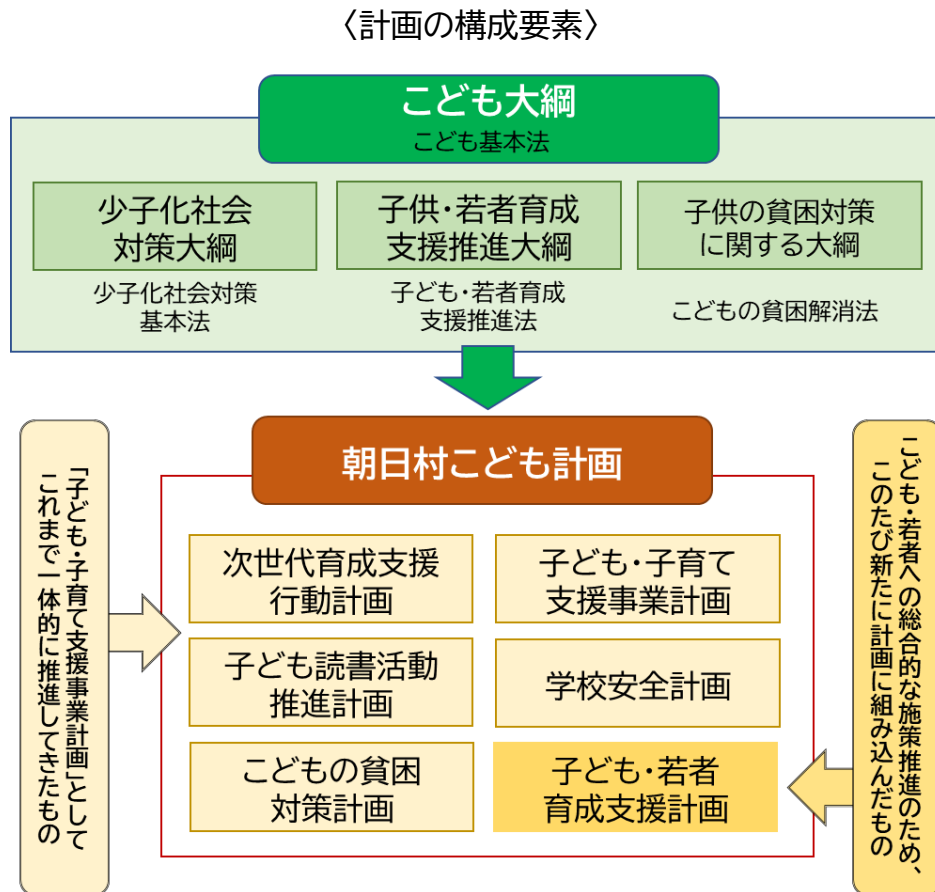 〈計画の構成要素〉
こども大綱
こども基本法
少子化社会
対策大綱
少子化社会対策
基本法
子供・若者育成
支援推進大綱
子ども・若者育成
支援推進法
子供の貧困対策
に関する大綱
こどもの貧困解消法
「子ども・子育て支援事業計画」として
これまで一体的に推進してきたもの
朝日村こども計画
次世代育成支援
行動計画
子ども・子育て
支援事業計画
子ども読書活動
推進計画
学校安全計画
こどもの貧困
対策計画
子ども・若者
育成支援計画
こども・若者への総合的な施策推進のため、
このたび新たに計画に組み込んだもの